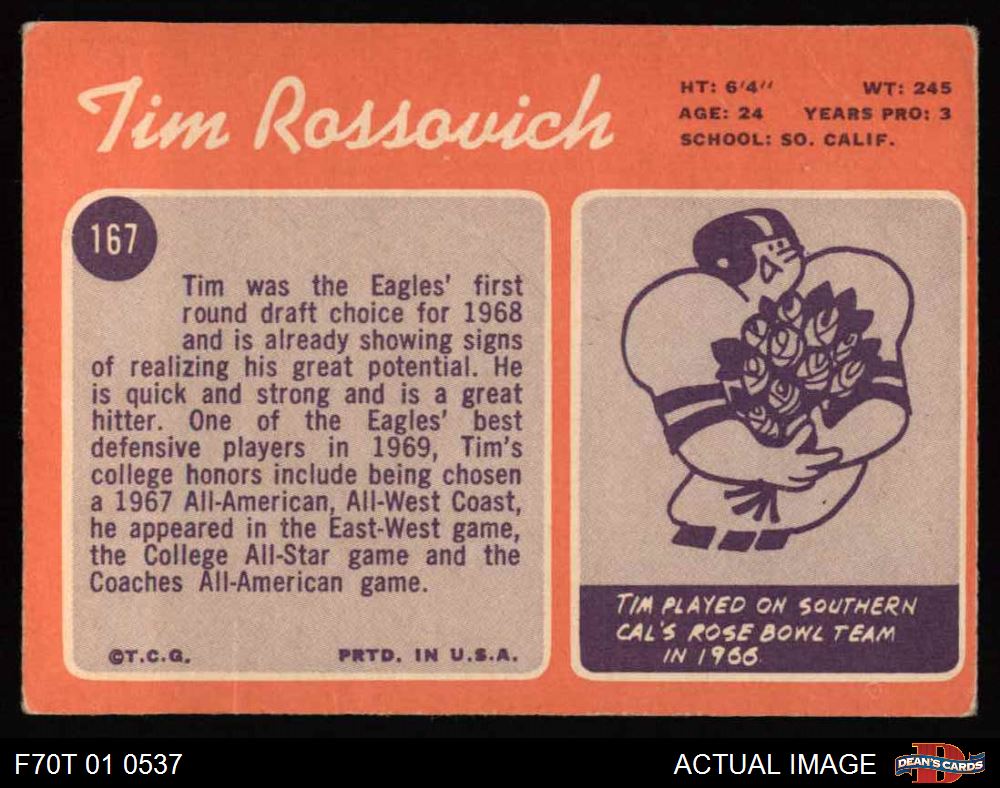 Tim Rossovich
HT: 6'4" WT: 245
AGE: 24 YEARS PRO: 3
SCHOOL: SO. CALIF.
167
Tim was the Eagles' first
round draft choice for 1968
and is already showing signs
of realizing his great potential. He
is quick and strong and is a great
hitter. One of the Eagles' best
defensive players in 1969, Tim's
college honors include being chosen
a 1967 All-American, All-West Coast,
he appeared in the East-West game,
the College All-Star game and the
Coaches All-American game.
©T.C.G. PRTD. IN U.S.A.
TIM PLAYED ON SOUTHERN
CAL'S ROSE BOWL TEAM
IN 1966
F70T 01 0537
ACTUAL IMAGE
DEAN'S CARDS